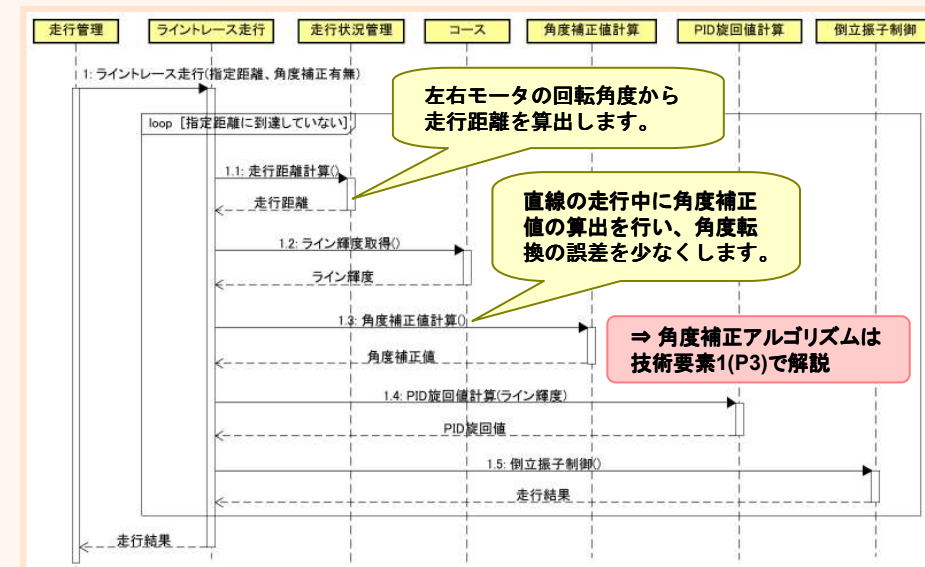 走行管理
ライントレース走行
走行状況管理
コース
角度補正値計算
PID旋回値計算
倒立振子制御
1: ライントレース走行(指定距離、角度補正有無)
左右モータの回転角度から
走行距離を算出します。
loop [指定距離に到達していない]
1.1: 走行距離計算()
走行距離
直線の走行中に角度補正
値の算出を行い、角度転
換の誤差を少なくします。
1.2: ライン輝度取得()
ライン輝度
1.3: 角度補正値計算()
⇒ 角度補正アルゴリズムは
技術要素1(P3)で解説
角度補正値
1.4: PID旋回値計算(ライン輝度)
PID旋回値
1.5: 倒立振子制御()
走行結果
走行結果